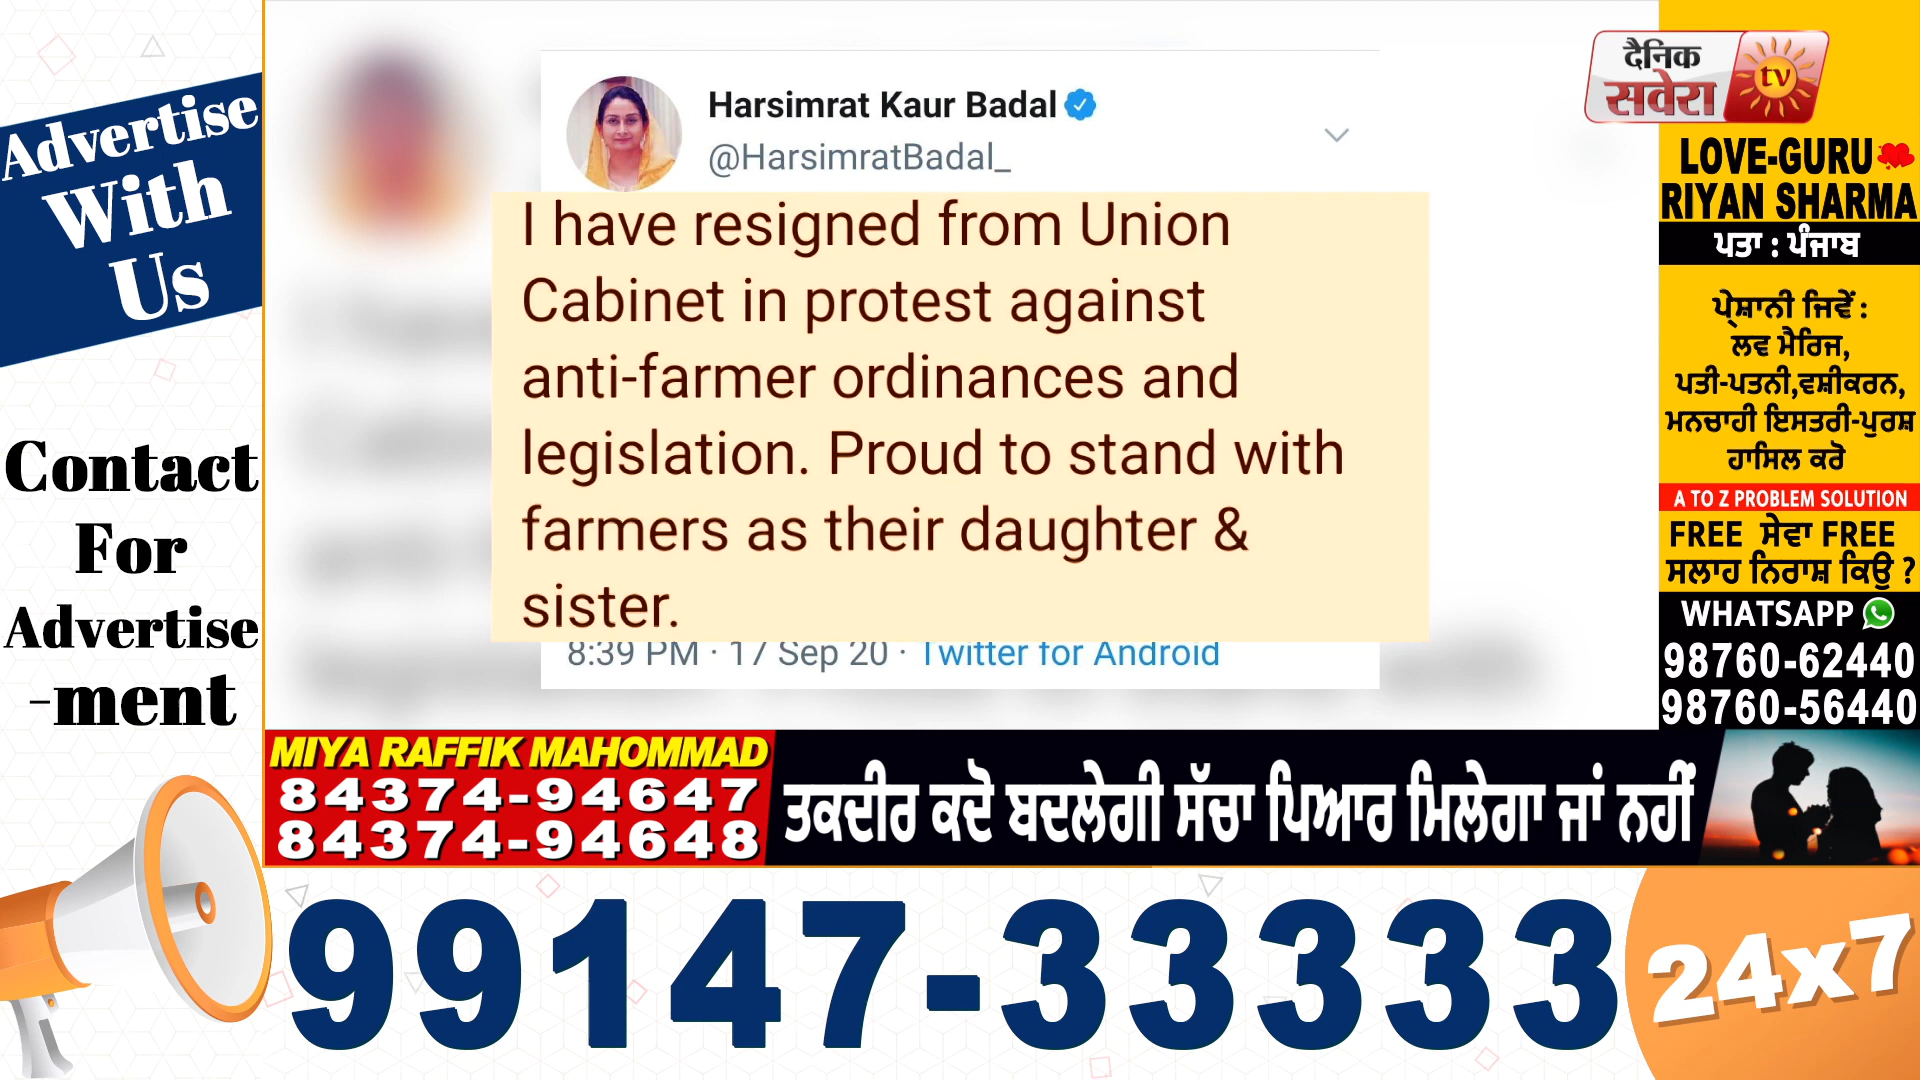 Advertise
With
Us
Contact
For
Advertise
-ment
Harsimrat Kaur Badal
@HarsimratBadal_
I have resigned from Union
Cabinet in protest against
anti-farmer ordinances and
legislation. Proud to stand with
farmers as their daughter &
sister.
8:39 PM · 17 Sep 20 · Twitter for Android
दैनिक
सवेरा
tv
LOVE-GURU
RIYAN SHARMA
ਪਤਾ : ਪੰਜਾਬ
ਪ੍ਰੇਸ਼ਾਨੀ ਜਿਵੇਂ :
ਲਵ ਮੈਰਿਜ,
ਪਤੀ-ਪਤਨੀ,ਵਸ਼ੀਕਰਨ,
ਮਨਚਾਹੀ ਇਸਤਰੀ-ਪੁਰਸ਼
ਹਾਸਿਲ ਕਰੋ
A TO Z PROBLEM SOLUTION
FREE ਸੇਵਾ FREE
ਸਲਾਹ ਨਿਰਾਸ਼ ਕਿਉ ?
WHATSAPP
98760-62440
98760-56440
MIYA RAFFIK MAHOMMAD
84374-94647
84374-94648
ਤਕਦੀਰ ਕਦੋ ਬਦਲੇਗੀ ਸੱਚਾ ਪਿਆਰ ਮਿਲੇਗਾ ਜਾਂ ਨਹੀਂ
99147-33333
24x7